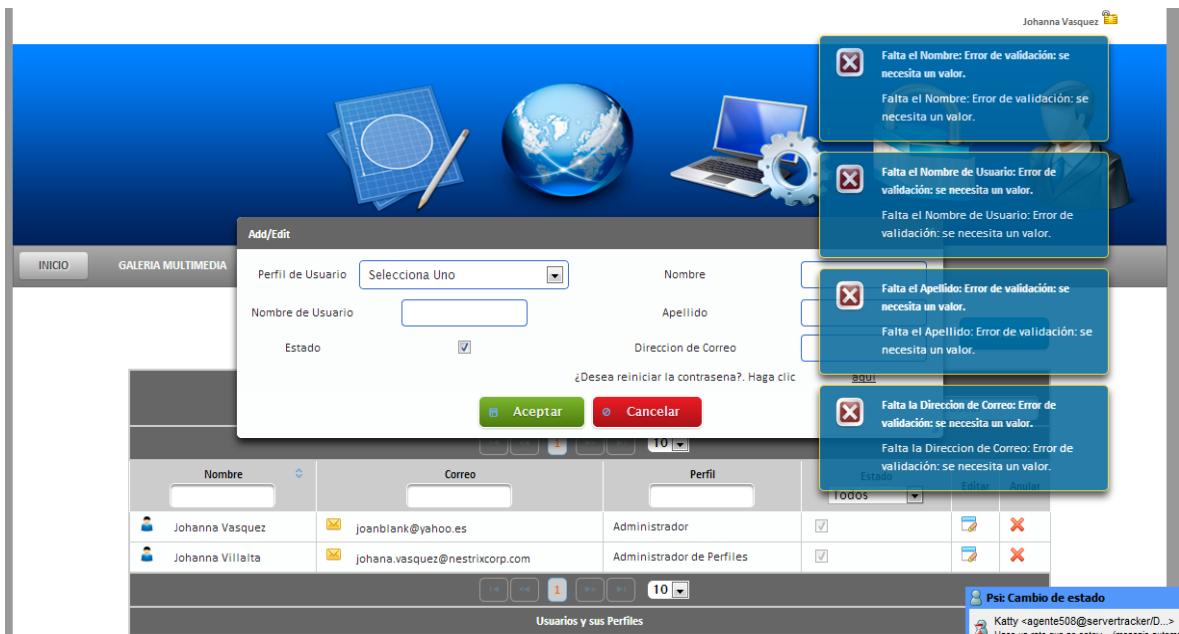 Johanna Vasquez
Falta el Nombre: Error de validación: se
necesita un valor.
Falta el Nombre: Error de validación: se
necesita un valor.
Falta el Nombre de Usuario: Error de
validación: se necesita un valor.
Falta el Nombre de Usuario: Error de
validación: se necesita un valor.
Falta el Apellido: Error de validación: se
necesita un valor.
Falta el Apellido: Error de validación: se
necesita un valor.
Falta la Direccion de Correo: Error de
validación: se necesita un valor.
Falta la Direccion de Correo: Error de
validación: se necesita un valor.
INICIO GALERIA MULTIMEDIA
Add/Edit
Perfil de Usuario Selecciona Uno Nombre
Nombre de Usuario Apellido
Estado Direccion de Correo
¿Desea reiniciar la contrasena?. Haga clic aqui
Aceptar Cancelar
1 10
Nombre Correo Perfil Estado Editar Anular
Todos
Johanna Vasquez joanblank@yahoo.es Administrador
Johanna Villalta johana.vasquez@nestrixcorp.com Administrador de Perfiles
1 10
Usuarios y sus Perfiles
Psi: Cambio de estado
Katty <agente508@servertracker/D...>